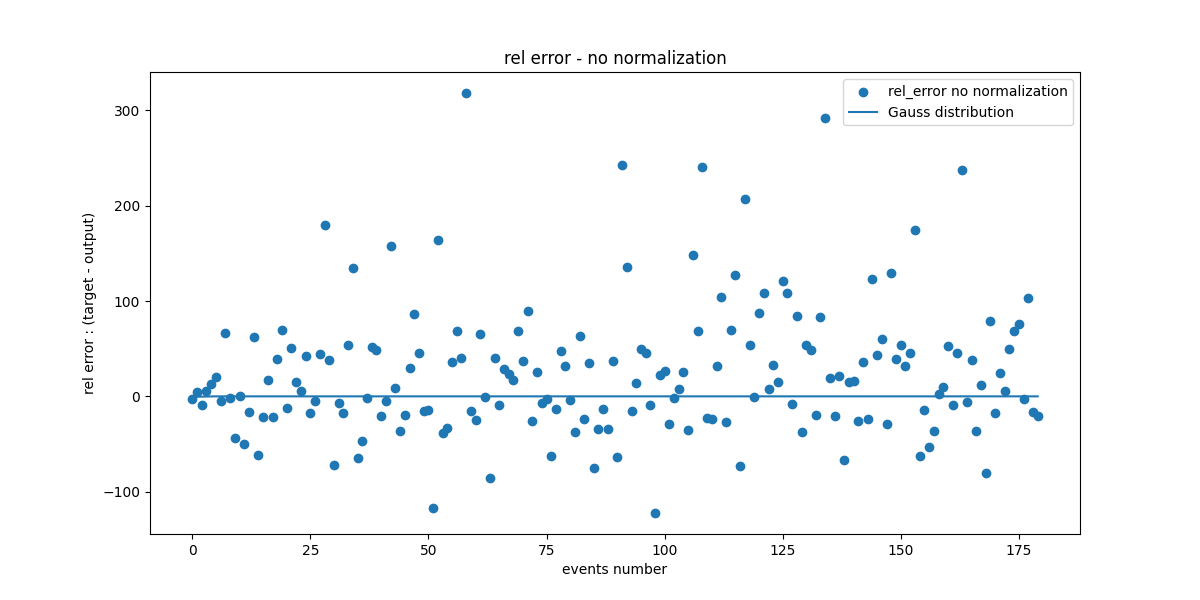 rel error - no normalization
rel_error no normalization
Gauss distribution
rel error : (target - output)
300
200
100
0
−100
0 25 50 75 100 125 150 175
events number